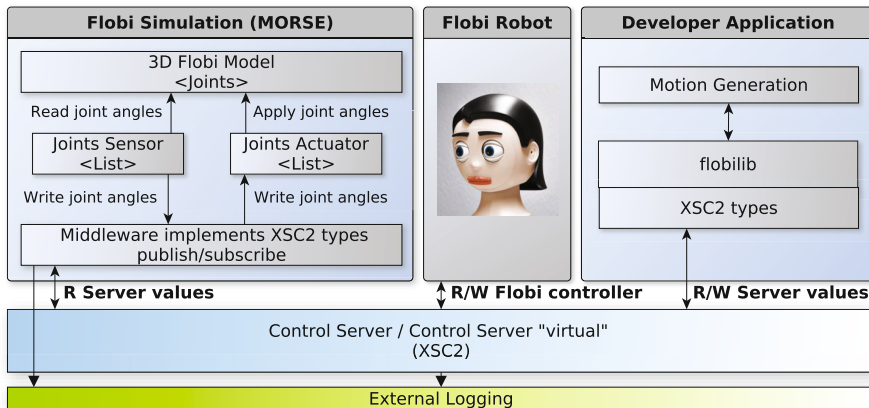 Flobi Simulation (MORSE)
3D Flobi Model
<Joints>
Read joint angles
Apply joint angles
Joints Sensor
<List>
Joints Actuator
<List>
Write joint angles
Write joint angles
Middleware implements XSC2 types
publish/subscribe
Flobi Robot
Developer Application
Motion Generation
flobilib
XSC2 types
R Server values
R/W Flobi controller
R/W Server values
Control Server / Control Server "virtual"
(XSC2)
External Logging